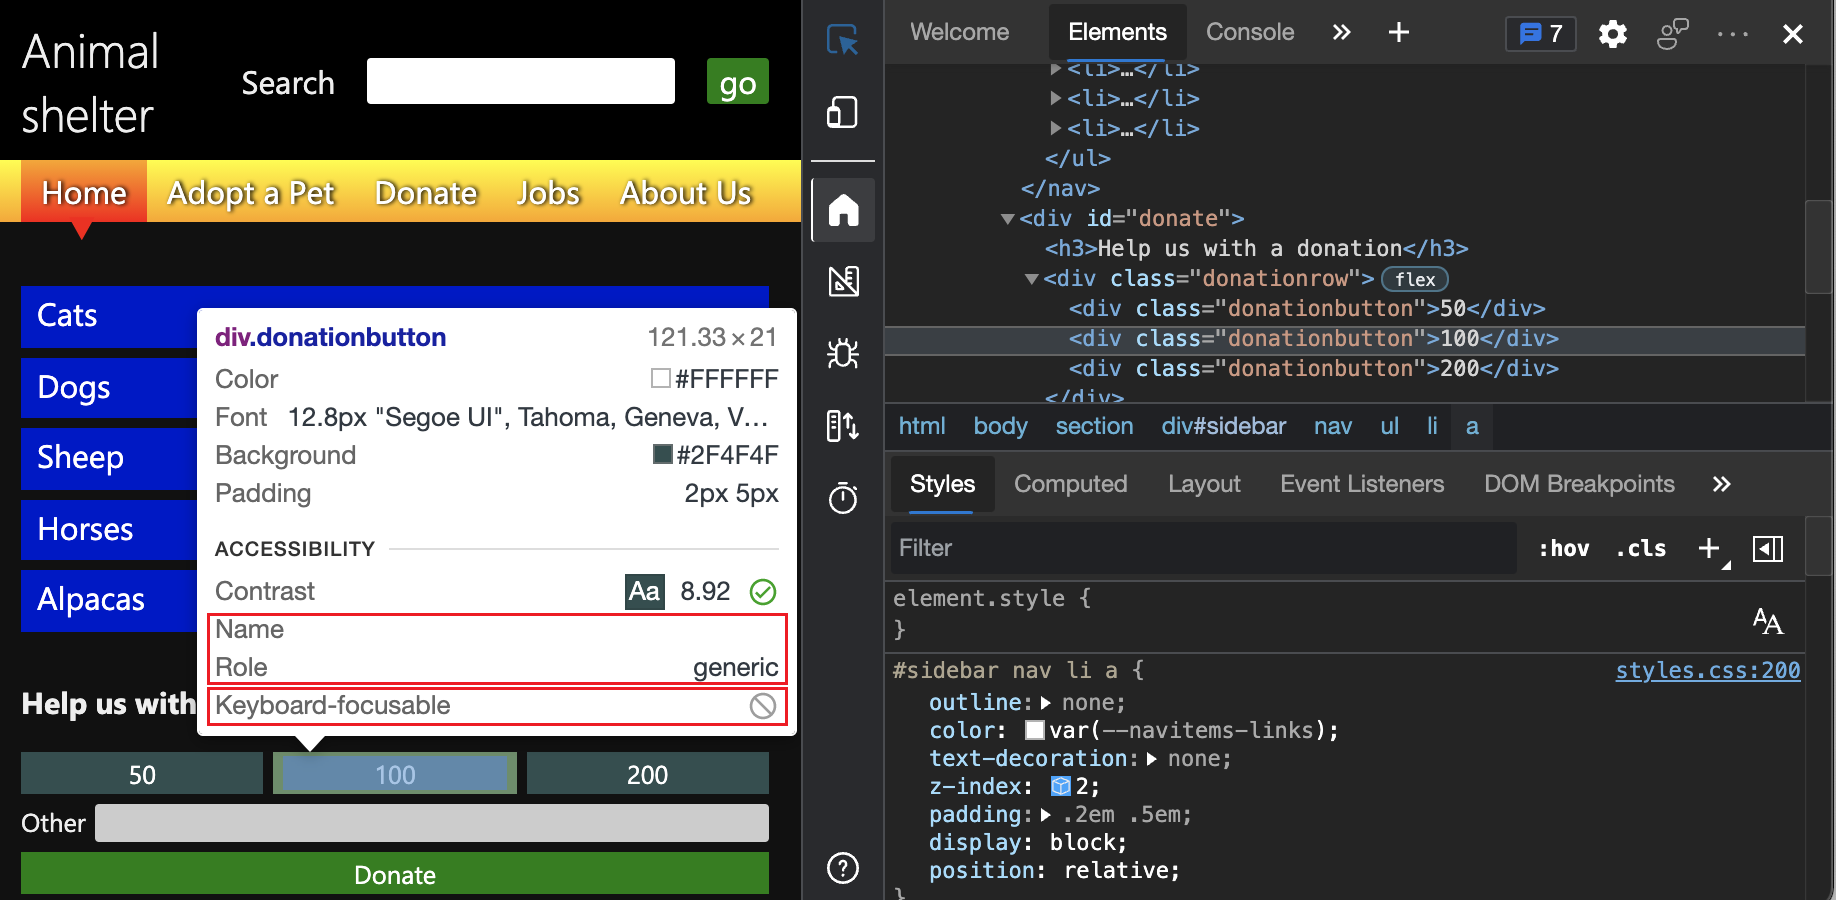 Animal
shelter
Search
go
Home
Adopt a Pet
Donate
Jobs
About Us
Cats
Dogs
Sheep
Horses
Alpacas
Help us with
50
100
200
Other
Donate
div.donationbutton 121.33 × 21
Color #FFFFFF
Font 12.8px "Segoe UI", Tahoma, Geneva, V…
Background #2F4F4F
Padding 2px 5px
ACCESSIBILITY
Contrast Aa 8.92
Name
Role generic
Keyboard-focusable
Welcome
Elements
Console
7
<li>…</li>
<li>…</li>
<li>…</li>
</ul>
</nav>
<div id="donate">
<h3>Help us with a donation</h3>
<div class="donationrow"> flex
<div class="donationbutton">50</div>
<div class="donationbutton">100</div>
<div class="donationbutton">200</div>
</div>
html body section div#sidebar nav ul li a
Styles
Computed
Layout
Event Listeners
DOM Breakpoints
Filter
:hov .cls
element.style {
}
AA
#sidebar nav li a { styles.css:200
outline: none;
color: var(--navitems-links);
text-decoration: none;
z-index: 2;
padding: .2em .5em;
display: block;
position: relative;
}